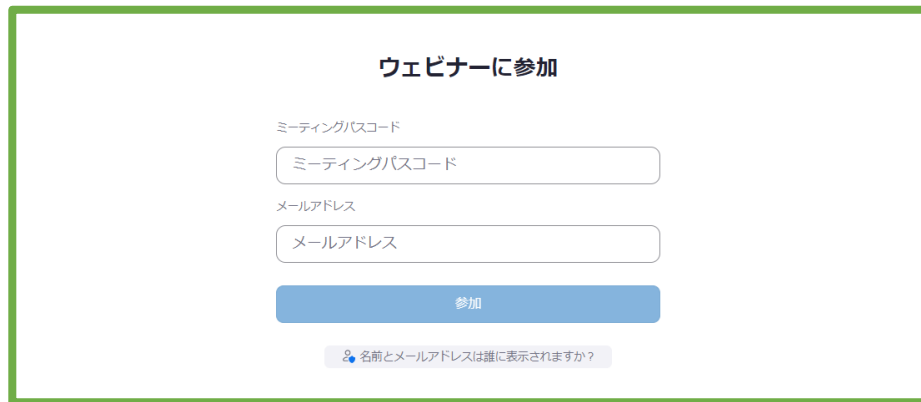 ウェビナーに参加
ミーティングパスコード
ミーティングパスコード
メールアドレス
メールアドレス
参加
名前とメールアドレスは誰に表示されますか？